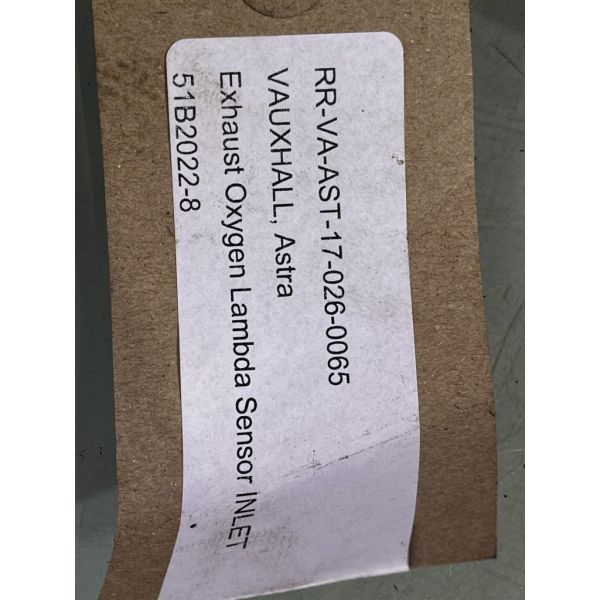 RR-VA-AST-17-026-0065
VAUXHALL, Astra
Exhaust Oxygen Lambda Sensor INLET
51B2022-8